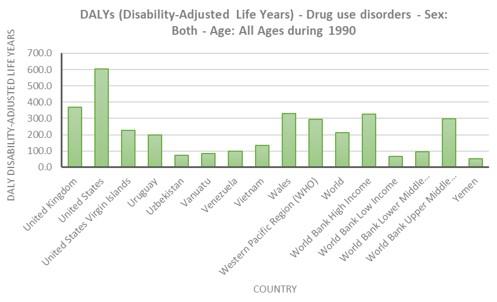 DALYs (Disability-Adjusted Life Years) - Drug use disorders - Sex:
Both - Age: All Ages during 1990
DALY DISABILITY-ADJUSTED LIFE YEARS
700.0
600.0
500.0
400.0
300.0
200.0
100.0
0.0
United Kingdom
United States
United States Virgin Islands
Uruguay
Uzbekistan
Vanuatu
Venezuela
Vietnam
Wales
Western Pacific Region (WHO)
World
World Bank High Income
World Bank Low Income
World Bank Lower Middle...
World Bank Upper Middle...
Yemen
COUNTRY